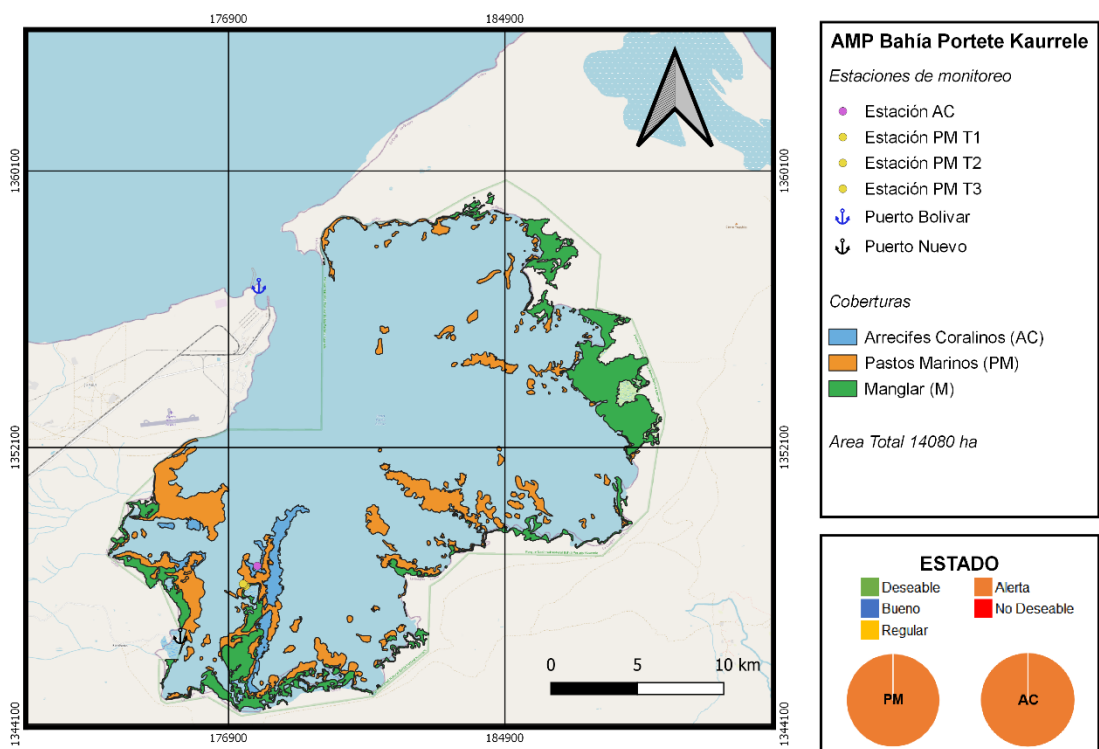 176900 184900
1360100 1360100
1352100 1352100
1344100 1344100
176900 184900
0 5 10 km
AMP Bahía Portete Kaurrele
Estaciones de monitoreo
Estación AC
Estación PM T1
Estación PM T2
Estación PM T3
Puerto Bolivar
Puerto Nuevo
Coberturas
Arrecifes Coralinos (AC)
Pastos Marinos (PM)
Manglar (M)
Area Total 14080 ha
ESTADO
Deseable Alerta
Bueno No Deseable
Regular
PM AC